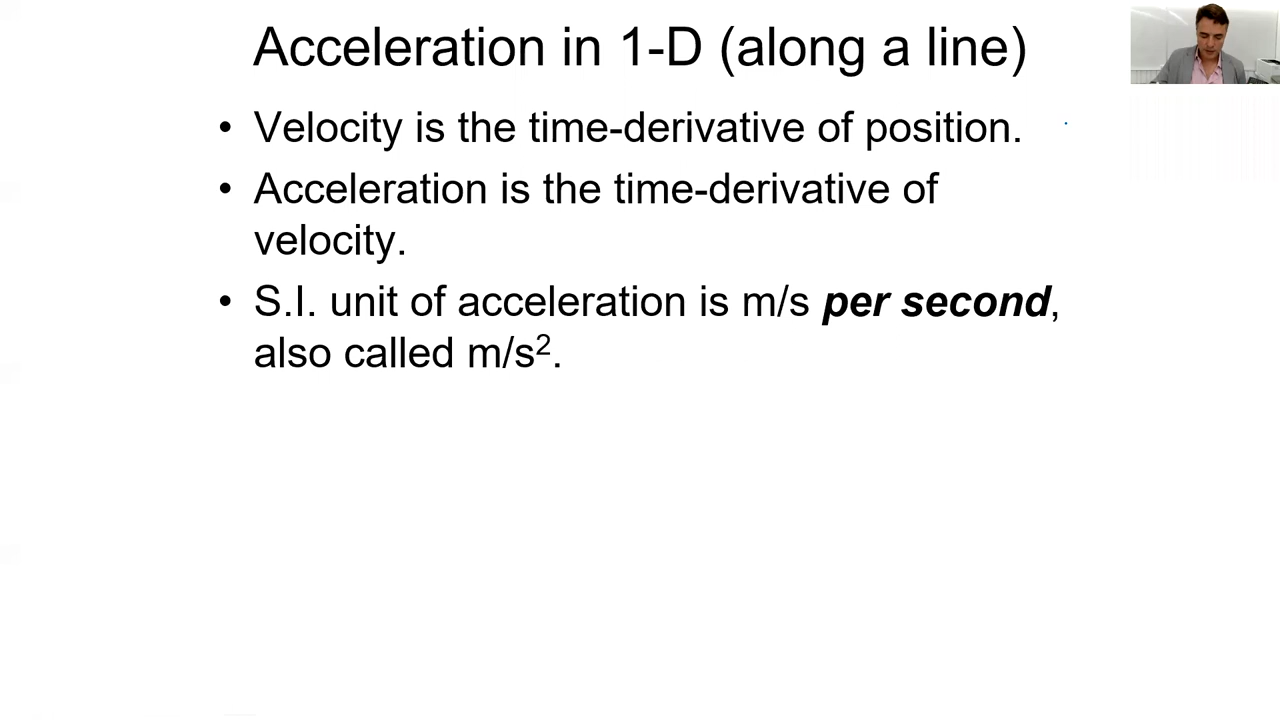 Acceleration in 1-D (along a line)
• Velocity is the time-derivative of position.
• Acceleration is the time-derivative of
velocity.
• S.I. unit of acceleration is m/s per second,
also called m/s².